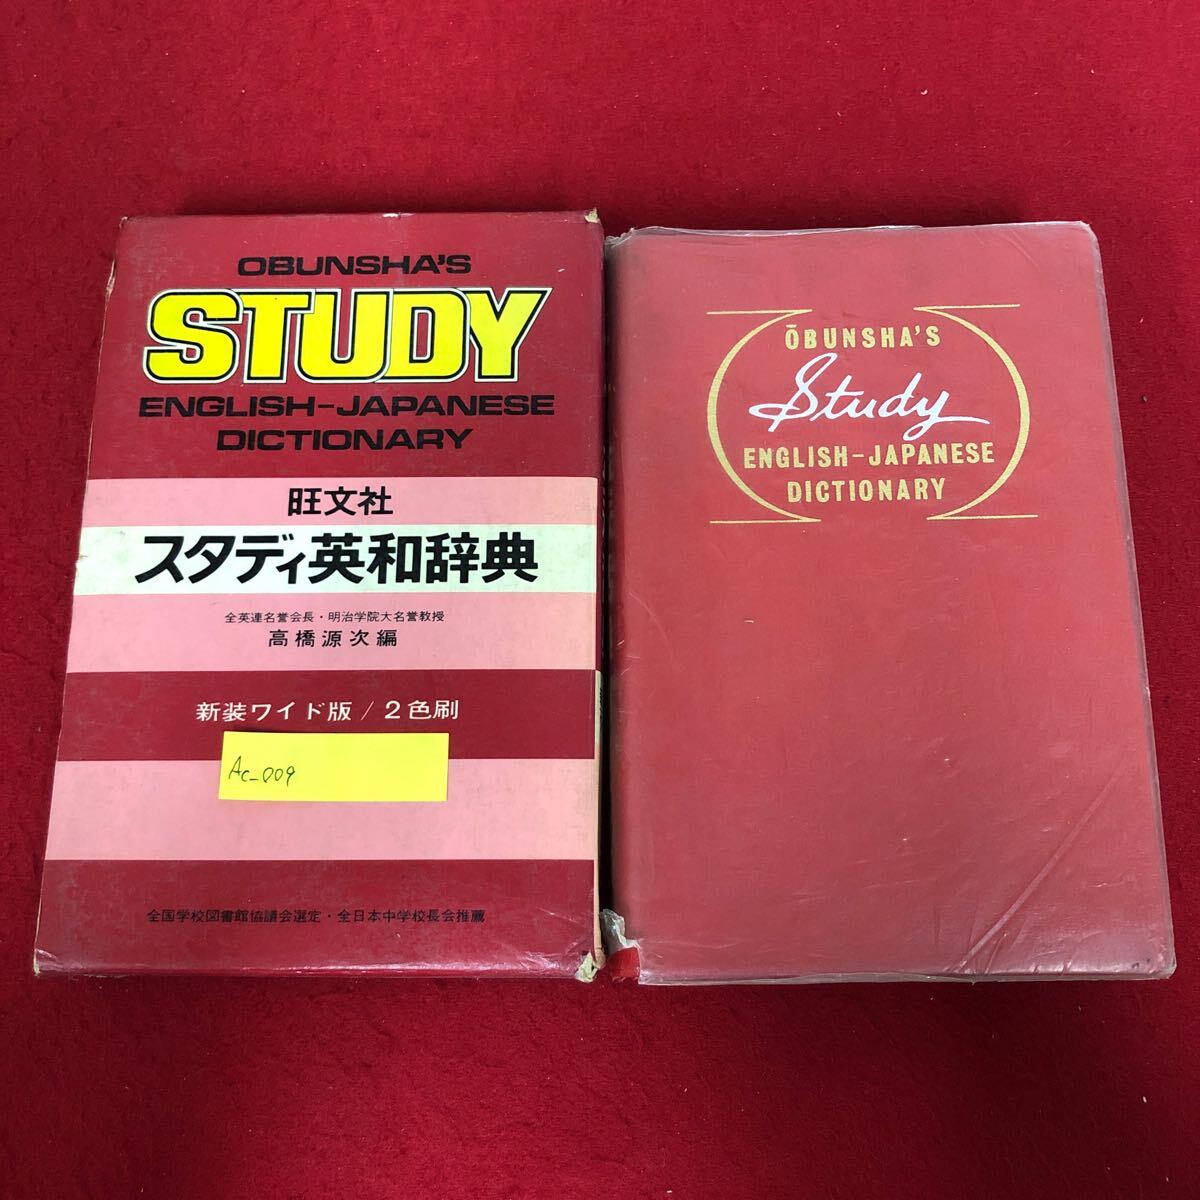 OBUNSHA'S
STUDY
ENGLISH-JAPANESE
DICTIONARY
旺文社
スタディ英和辞典
全英連名誉会長・明治学院大名誉教授
高橋源次編
新装ワイド版/2色刷
Ac-009
全国学校図書館協議会選定・全日本中学校長会推薦
ŌBUNSHA'S
Study
ENGLISH-JAPANESE
DICTIONARY